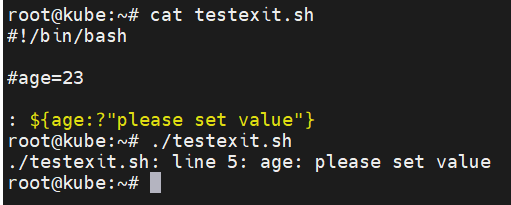 root@kube:~# cat testexit.sh
#!/bin/bash
#age=23
: ${age:?"please set value"}
root@kube:~# ./testexit.sh
./testexit.sh: line 5: age: please set value
root@kube:~#